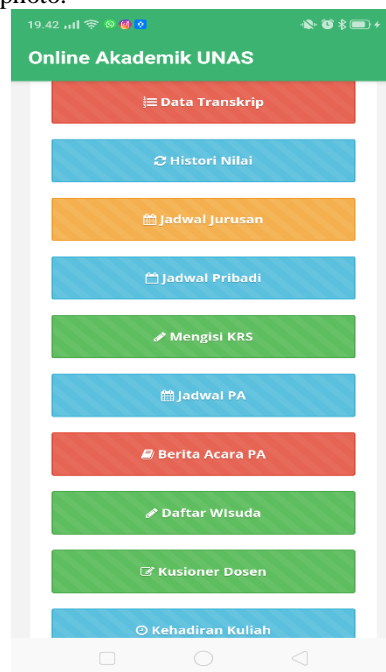 photo.
19.42
Online Akademik UNAS
Data Transkrip
Histori Nilai
Jadwal Jurusan
Jadwal Pribadi
Mengisi KRS
Jadwal PA
Berita Acara PA
Daftar WIsuda
Kusioner Dosen
Kehadiran Kuliah